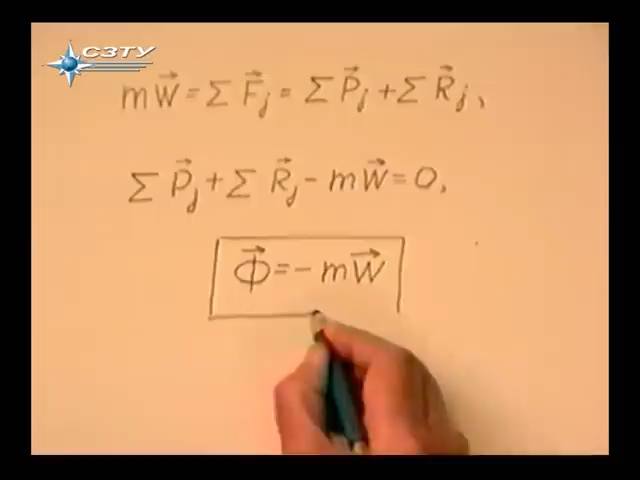 СЗТУ
mW⃗ = Σ F⃗j = Σ P⃗j + Σ R⃗j,
Σ P⃗j + Σ R⃗j − mW⃗ = 0,
Φ⃗ = − mW⃗